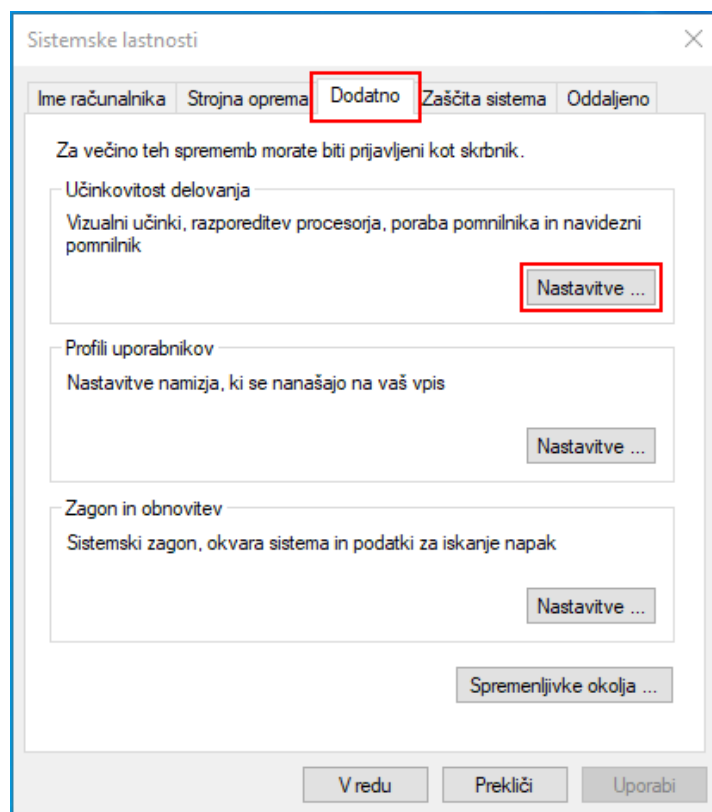 Sistemske lastnosti
Ime računalnika Strojna oprema Dodatno Zaščita sistema Oddaljeno
Za večino teh sprememb morate biti prijavljeni kot skrbnik.
Učinkovitost delovanja
Vizualni učinki, razporeditev procesorja, poraba pomnilnika in navidezni
pomnilnik
Nastavitve ...
Profili uporabnikov
Nastavitve namizja, ki se nanašajo na vaš vpis
Nastavitve ...
Zagon in obnovitev
Sistemski zagon, okvara sistema in podatki za iskanje napak
Nastavitve ...
Spremenljivke okolja ...
V redu Prekliči Uporabi